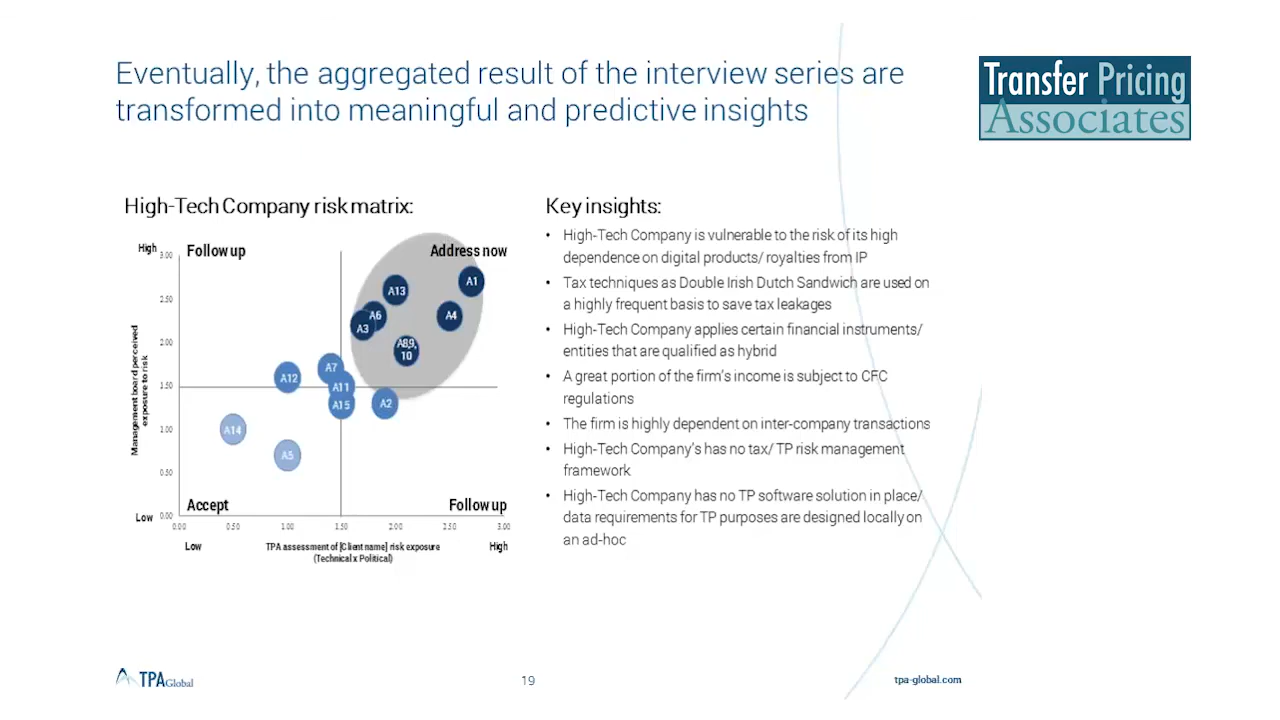 Eventually, the aggregated result of the interview series are
transformed into meaningful and predictive insights
Transfer Pricing
Associates
High-Tech Company risk matrix:
High
3.00
Follow up
Address now
A1
A13
2.50
A6
A4
A3
2.00
A8,9,
10
A7
A12
1.50
A11
A15
A2
1.00
A14
A5
0.50
Accept
Follow up
Low
0.00
Management board perceived
exposure to risk
0.00
0.50
1.00
1.50
2.00
2.50
3.00
Low
TPA assessment of [Client name] risk exposure
(Technical x Political)
High
Key insights:
• High-Tech Company is vulnerable to the risk of its high
dependence on digital products/ royalties from IP
• Tax techniques as Double Irish Dutch Sandwich are used on
a highly frequent basis to save tax leakages
• High-Tech Company applies certain financial instruments/
entities that are qualified as hybrid
• A great portion of the firm's income is subject to CFC
regulations
• The firm is highly dependent on inter-company transactions
• High-Tech Company's has no tax/ TP risk management
framework
• High-Tech Company has no TP software solution in place/
data requirements for TP purposes are designed locally on
an ad-hoc
TPA Global
19
tpa-global.com